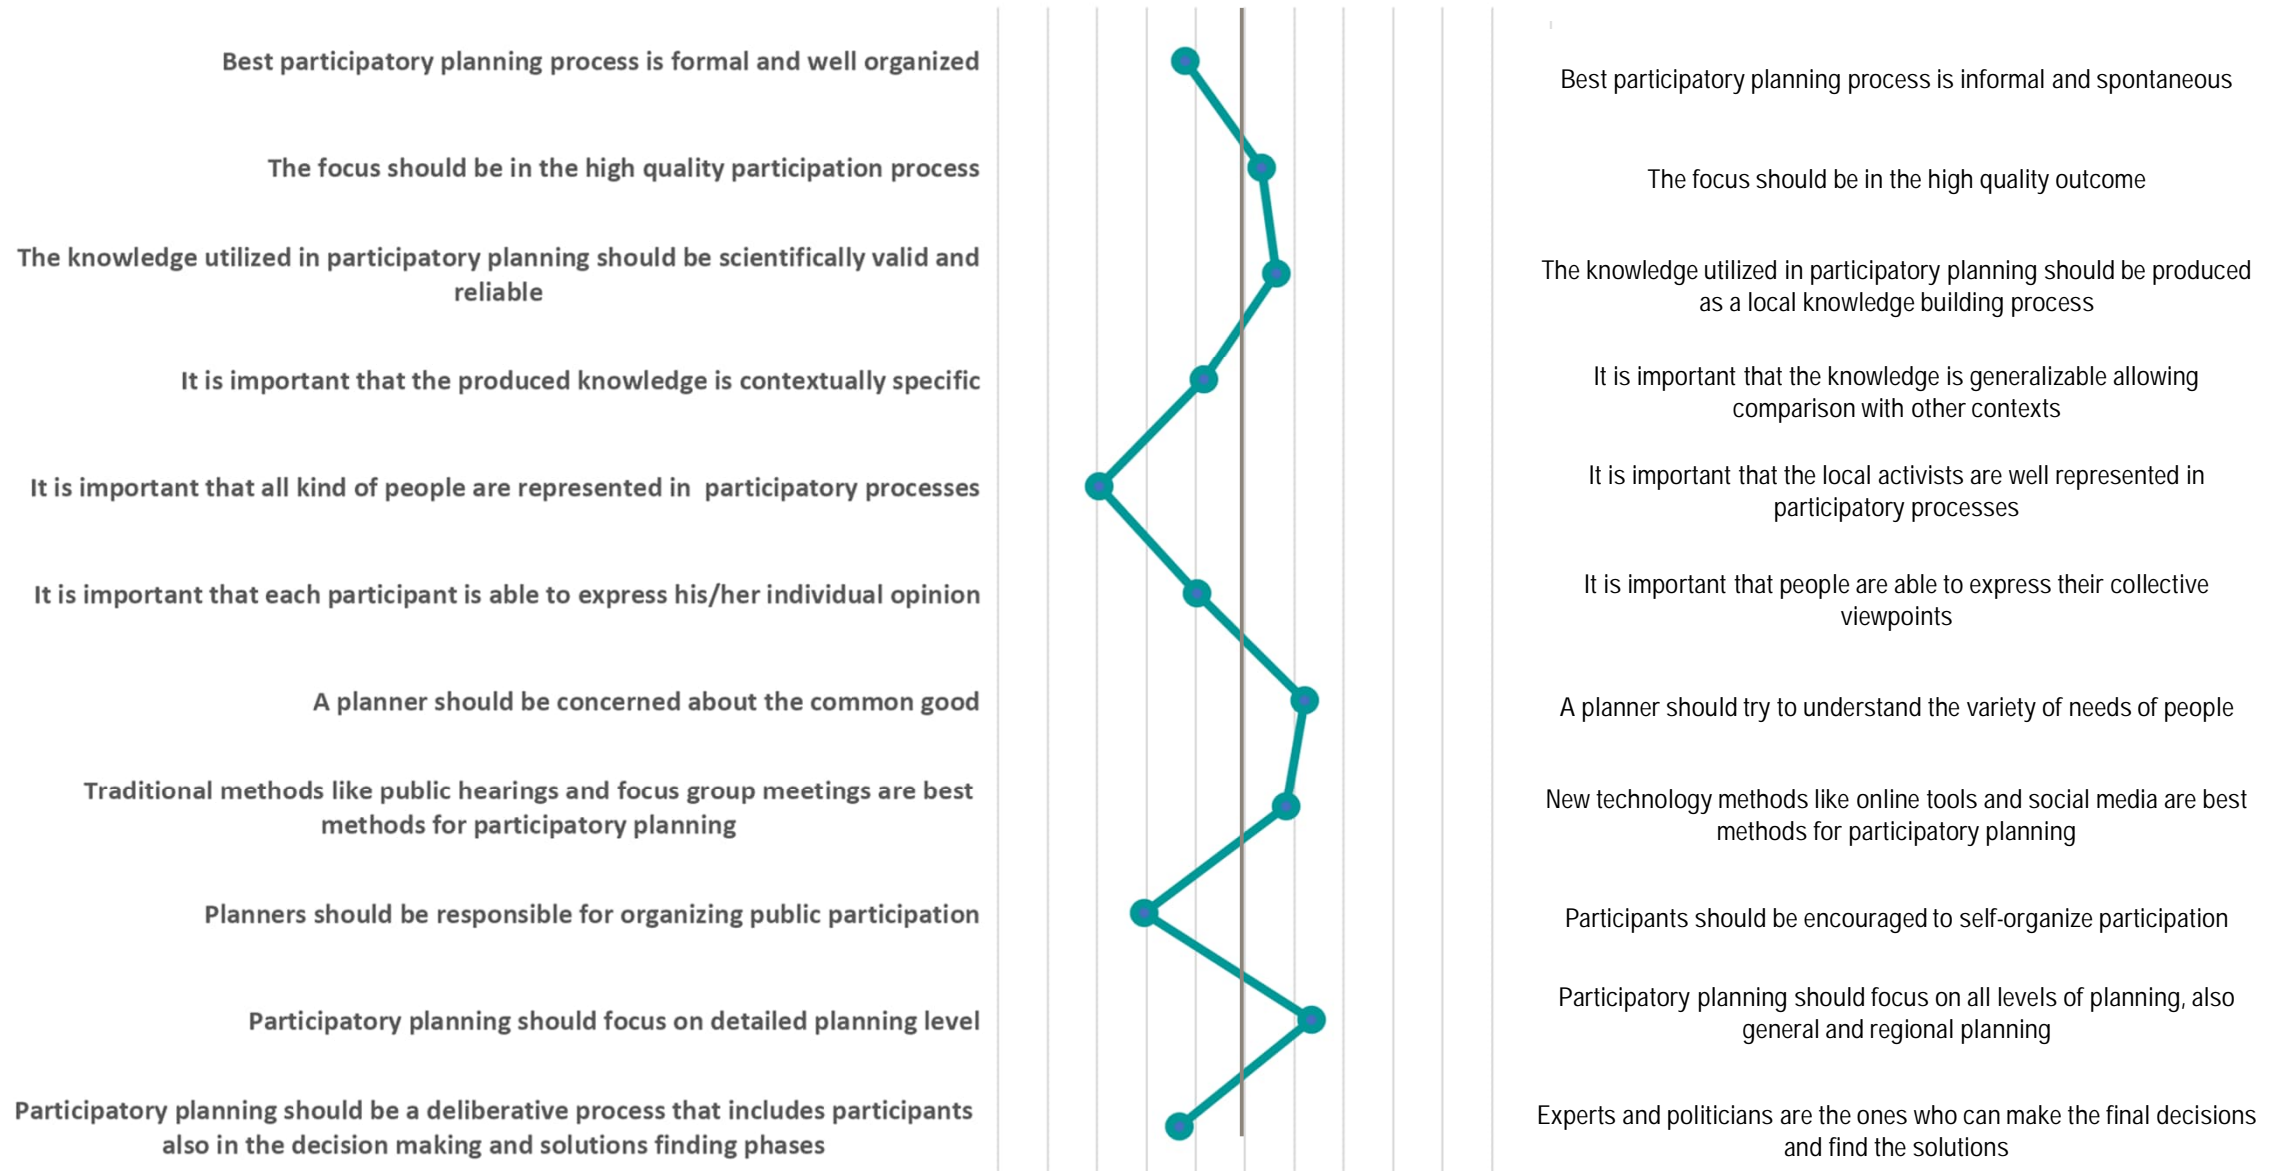 Best participatory planning process is formal and well organized
Best participatory planning process is informal and spontaneous
The focus should be in the high quality participation process
The focus should be in the high quality outcome
The knowledge utilized in participatory planning should be scientifically valid and
reliable
The knowledge utilized in participatory planning should be produced
as a local knowledge building process
It is important that the produced knowledge is contextually specific
It is important that the knowledge is generalizable allowing
comparison with other contexts
It is important that all kind of people are represented in  participatory processes
It is important that the local activists are well represented in
participatory processes
It is important that each participant is able to express his/her individual opinion
It is important that people are able to express their collective
viewpoints
A planner should be concerned about the common good
A planner should try to understand the variety of needs of people
Traditional methods like public hearings and focus group meetings are best
methods for participatory planning
New technology methods like online tools and social media are best
methods for participatory planning
Planners should be responsible for organizing public participation
Participants should be encouraged to self-organize participation
Participatory planning should focus on detailed planning level
Participatory planning should focus on all levels of planning, also
general and regional planning
Participatory planning should be a deliberative process that includes participants
also in the decision making and solutions finding phases
Experts and politicians are the ones who can make the final decisions
and find the solutions